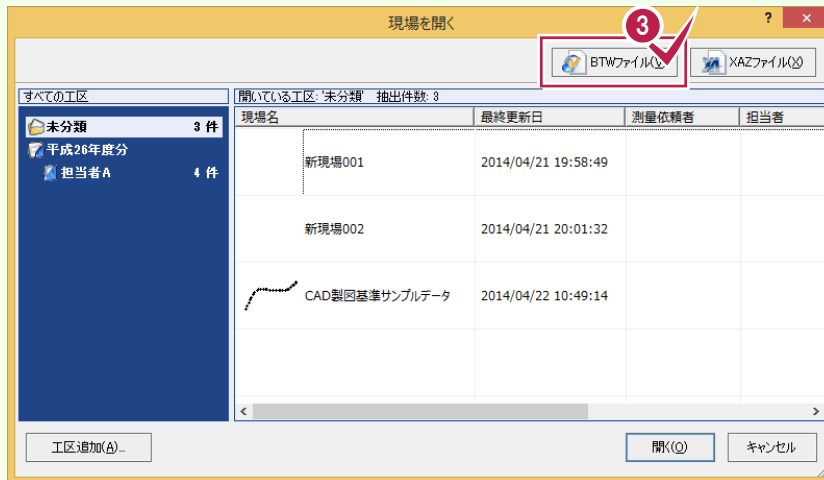 現場を開く
?
×
3
BTWファイル
XAZファイル(X)
すべての工区
未分類 3 件
平成26年度分
担当者A 4 件
開いている工区:'未分類' 抽出件数: 3
現場名 最終更新日 測量依頼者 担当者
新現場001 2014/04/21 19:58:49
新現場002 2014/04/21 20:01:32
CAD製図基準サンプルデータ 2014/04/22 10:49:14
工区追加(A)...
開く(O)
キャンセル